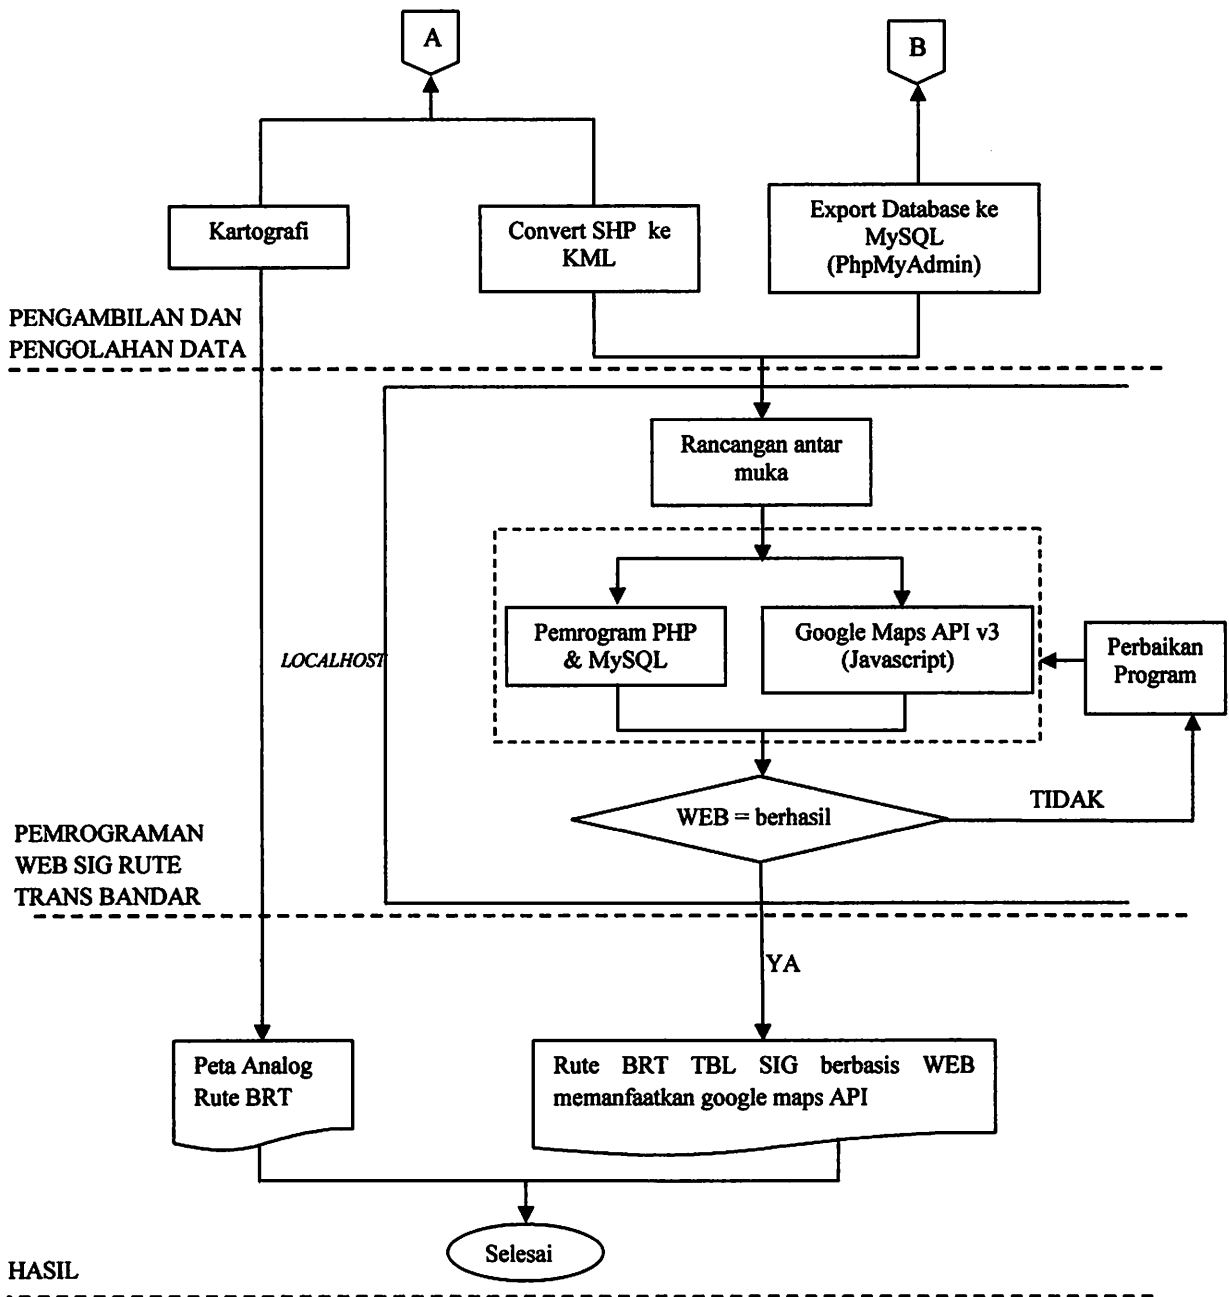 A
B
Kartografi
Convert SHP ke
KML
Export Database ke
MySQL
(PhpMyAdmin)
PENGAMBILAN DAN
PENGOLAHAN DATA
Rancangan antar
muka
Pemrogram PHP
& MySQL
Google Maps API v3
(Javascript)
Perbaikan
Program
LOCALHOST
WEB = berhasil
TIDAK
PEMROGRAMAN
WEB SIG RUTE
TRANS BANDAR
YA
Peta Analog
Rute BRT
Rute BRT TBL SIG berbasis WEB
memanfaatkan google maps API
Selesai
HASIL